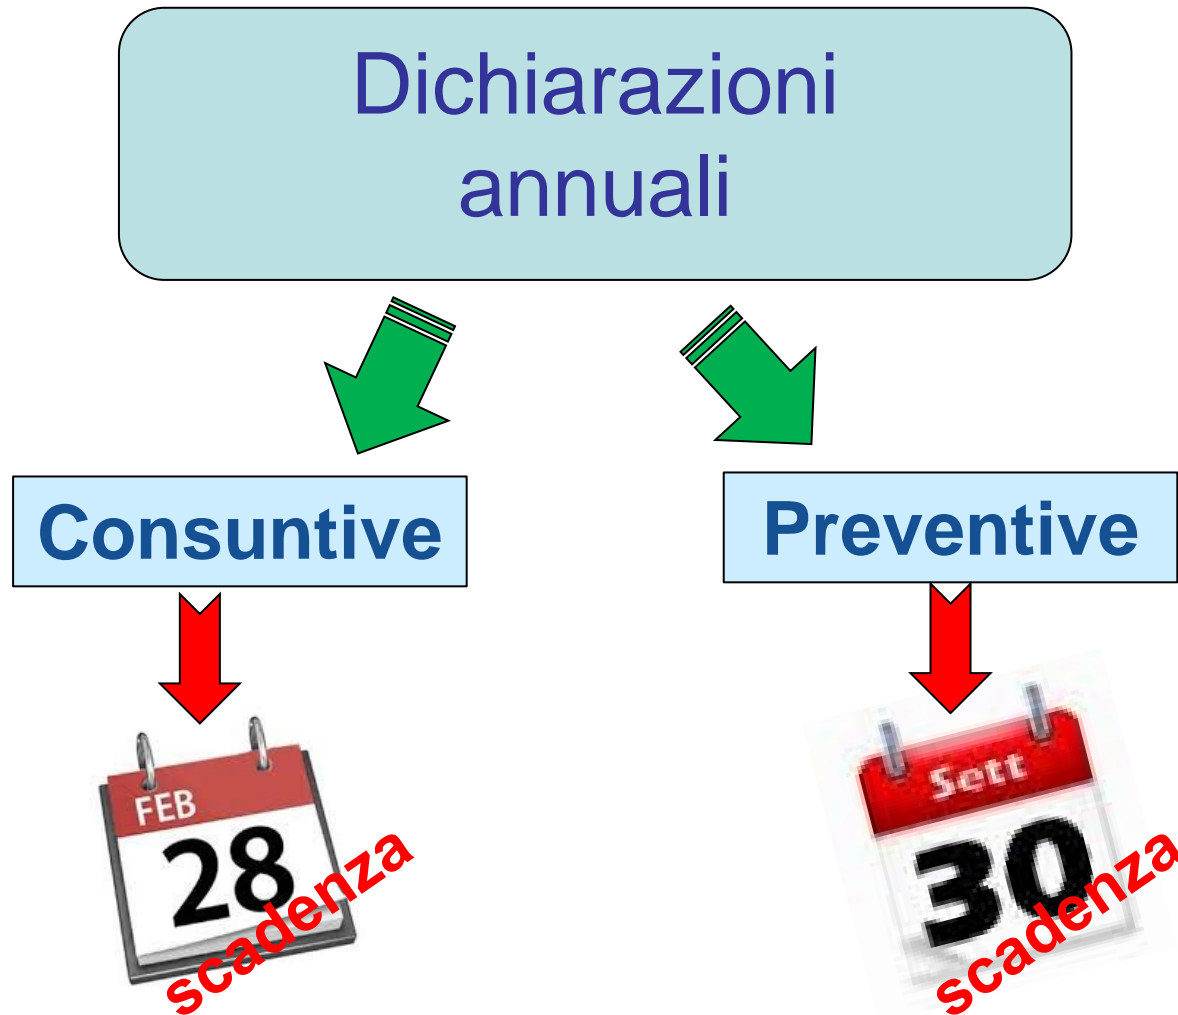 Dichiarazioni
annuali
Consuntive
Preventive
FEB
28
scadenza
Sett
30
scadenza